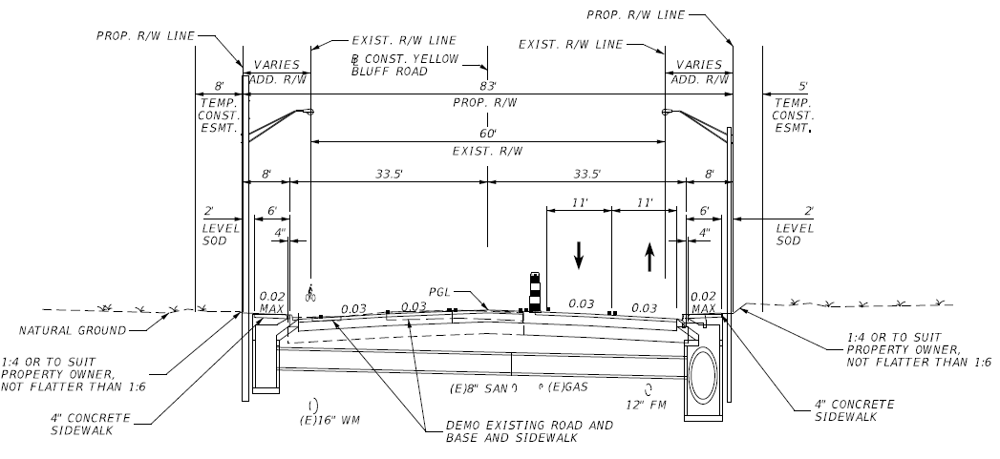 PROP. R/W LINE
PROP. R/W LINE
EXIST. R/W LINE
EXIST. R/W LINE
B CONST. YELLOW
BLUFF ROAD
VARIES
ADD. R/W
VARIES
ADD. R/W
8'
TEMP.
CONST.
ESMT.
83'
PROP. R/W
5'
TEMP.
CONST.
ESMT.
60'
EXIST. R/W
8'
33.5'
33.5'
8'
2'
LEVEL
SOD
6'
11'
11'
6'
2'
LEVEL
SOD
4"
4"
PGL
0.02
MAX
0.03
0.03
0.03
0.03
0.02
MAX
NATURAL GROUND
1:4 OR TO SUIT
PROPERTY OWNER,
NOT FLATTER THAN 1:6
1:4 OR TO SUIT
PROPERTY OWNER,
NOT FLATTER THAN 1:6
(E)8" SAN
(E)GAS
12" FM
4" CONCRETE
SIDEWALK
(E)16" WM
DEMO EXISTING ROAD AND
BASE AND SIDEWALK
4" CONCRETE
SIDEWALK